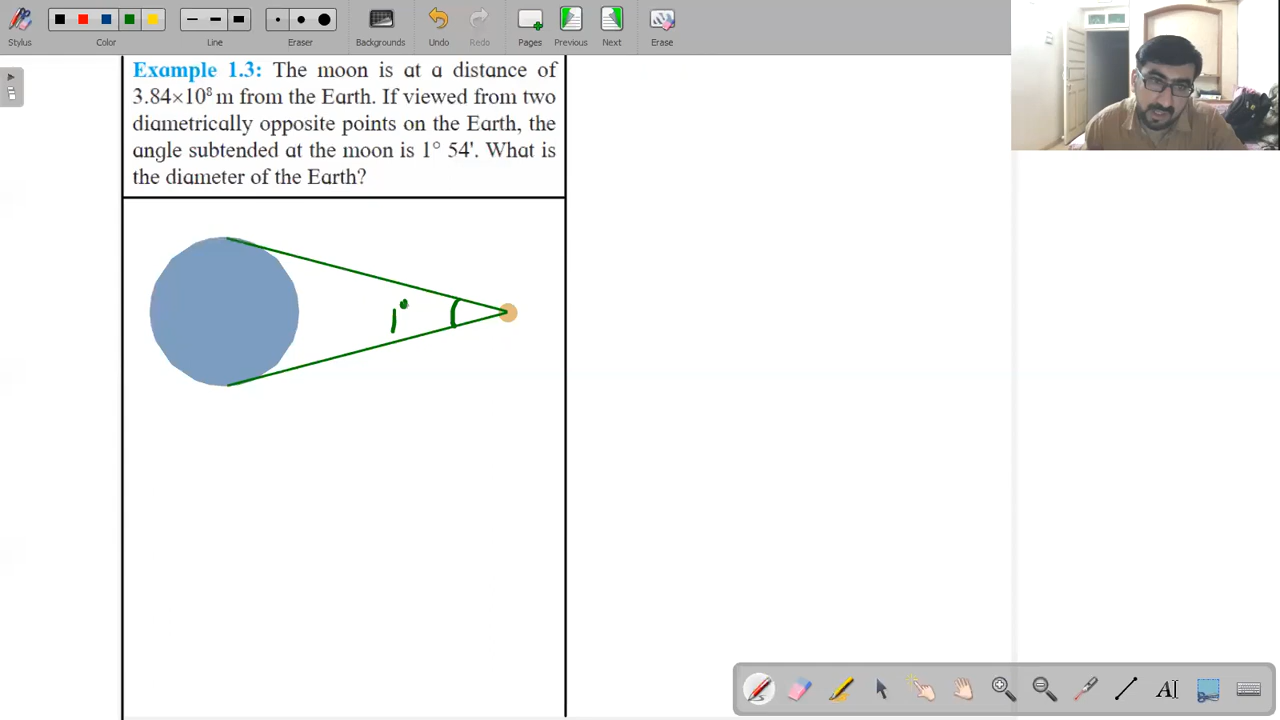 Stylus
Color
Line
Eraser
Backgrounds
Undo
Redo
Pages
Previous
Next
Erase
Example 1.3: The moon is at a distance of
3.84×10⁸ m from the Earth. If viewed from two
diametrically opposite points on the Earth, the
angle subtended at the moon is 1° 54'. What is
the diameter of the Earth?
1°
AI